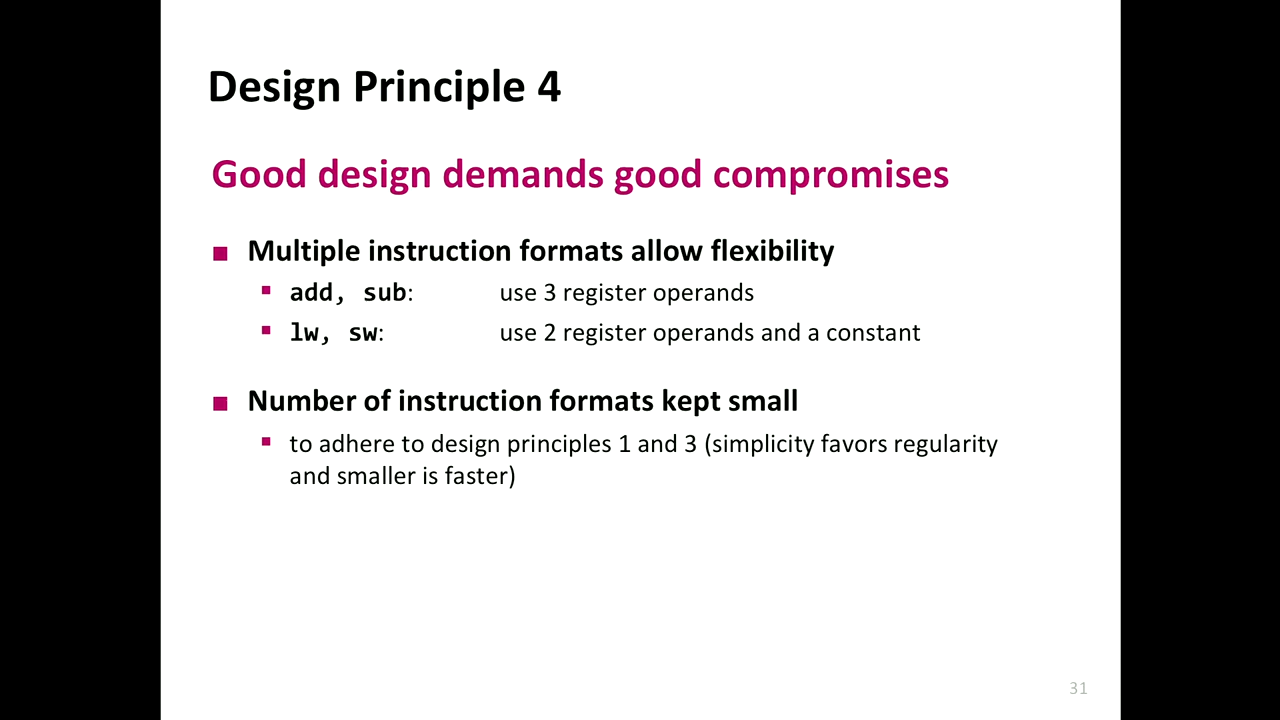 Design Principle 4
Good design demands good compromises
Multiple instruction formats allow flexibility
add, sub: use 3 register operands
lw, sw: use 2 register operands and a constant
Number of instruction formats kept small
to adhere to design principles 1 and 3 (simplicity favors regularity
and smaller is faster)
31